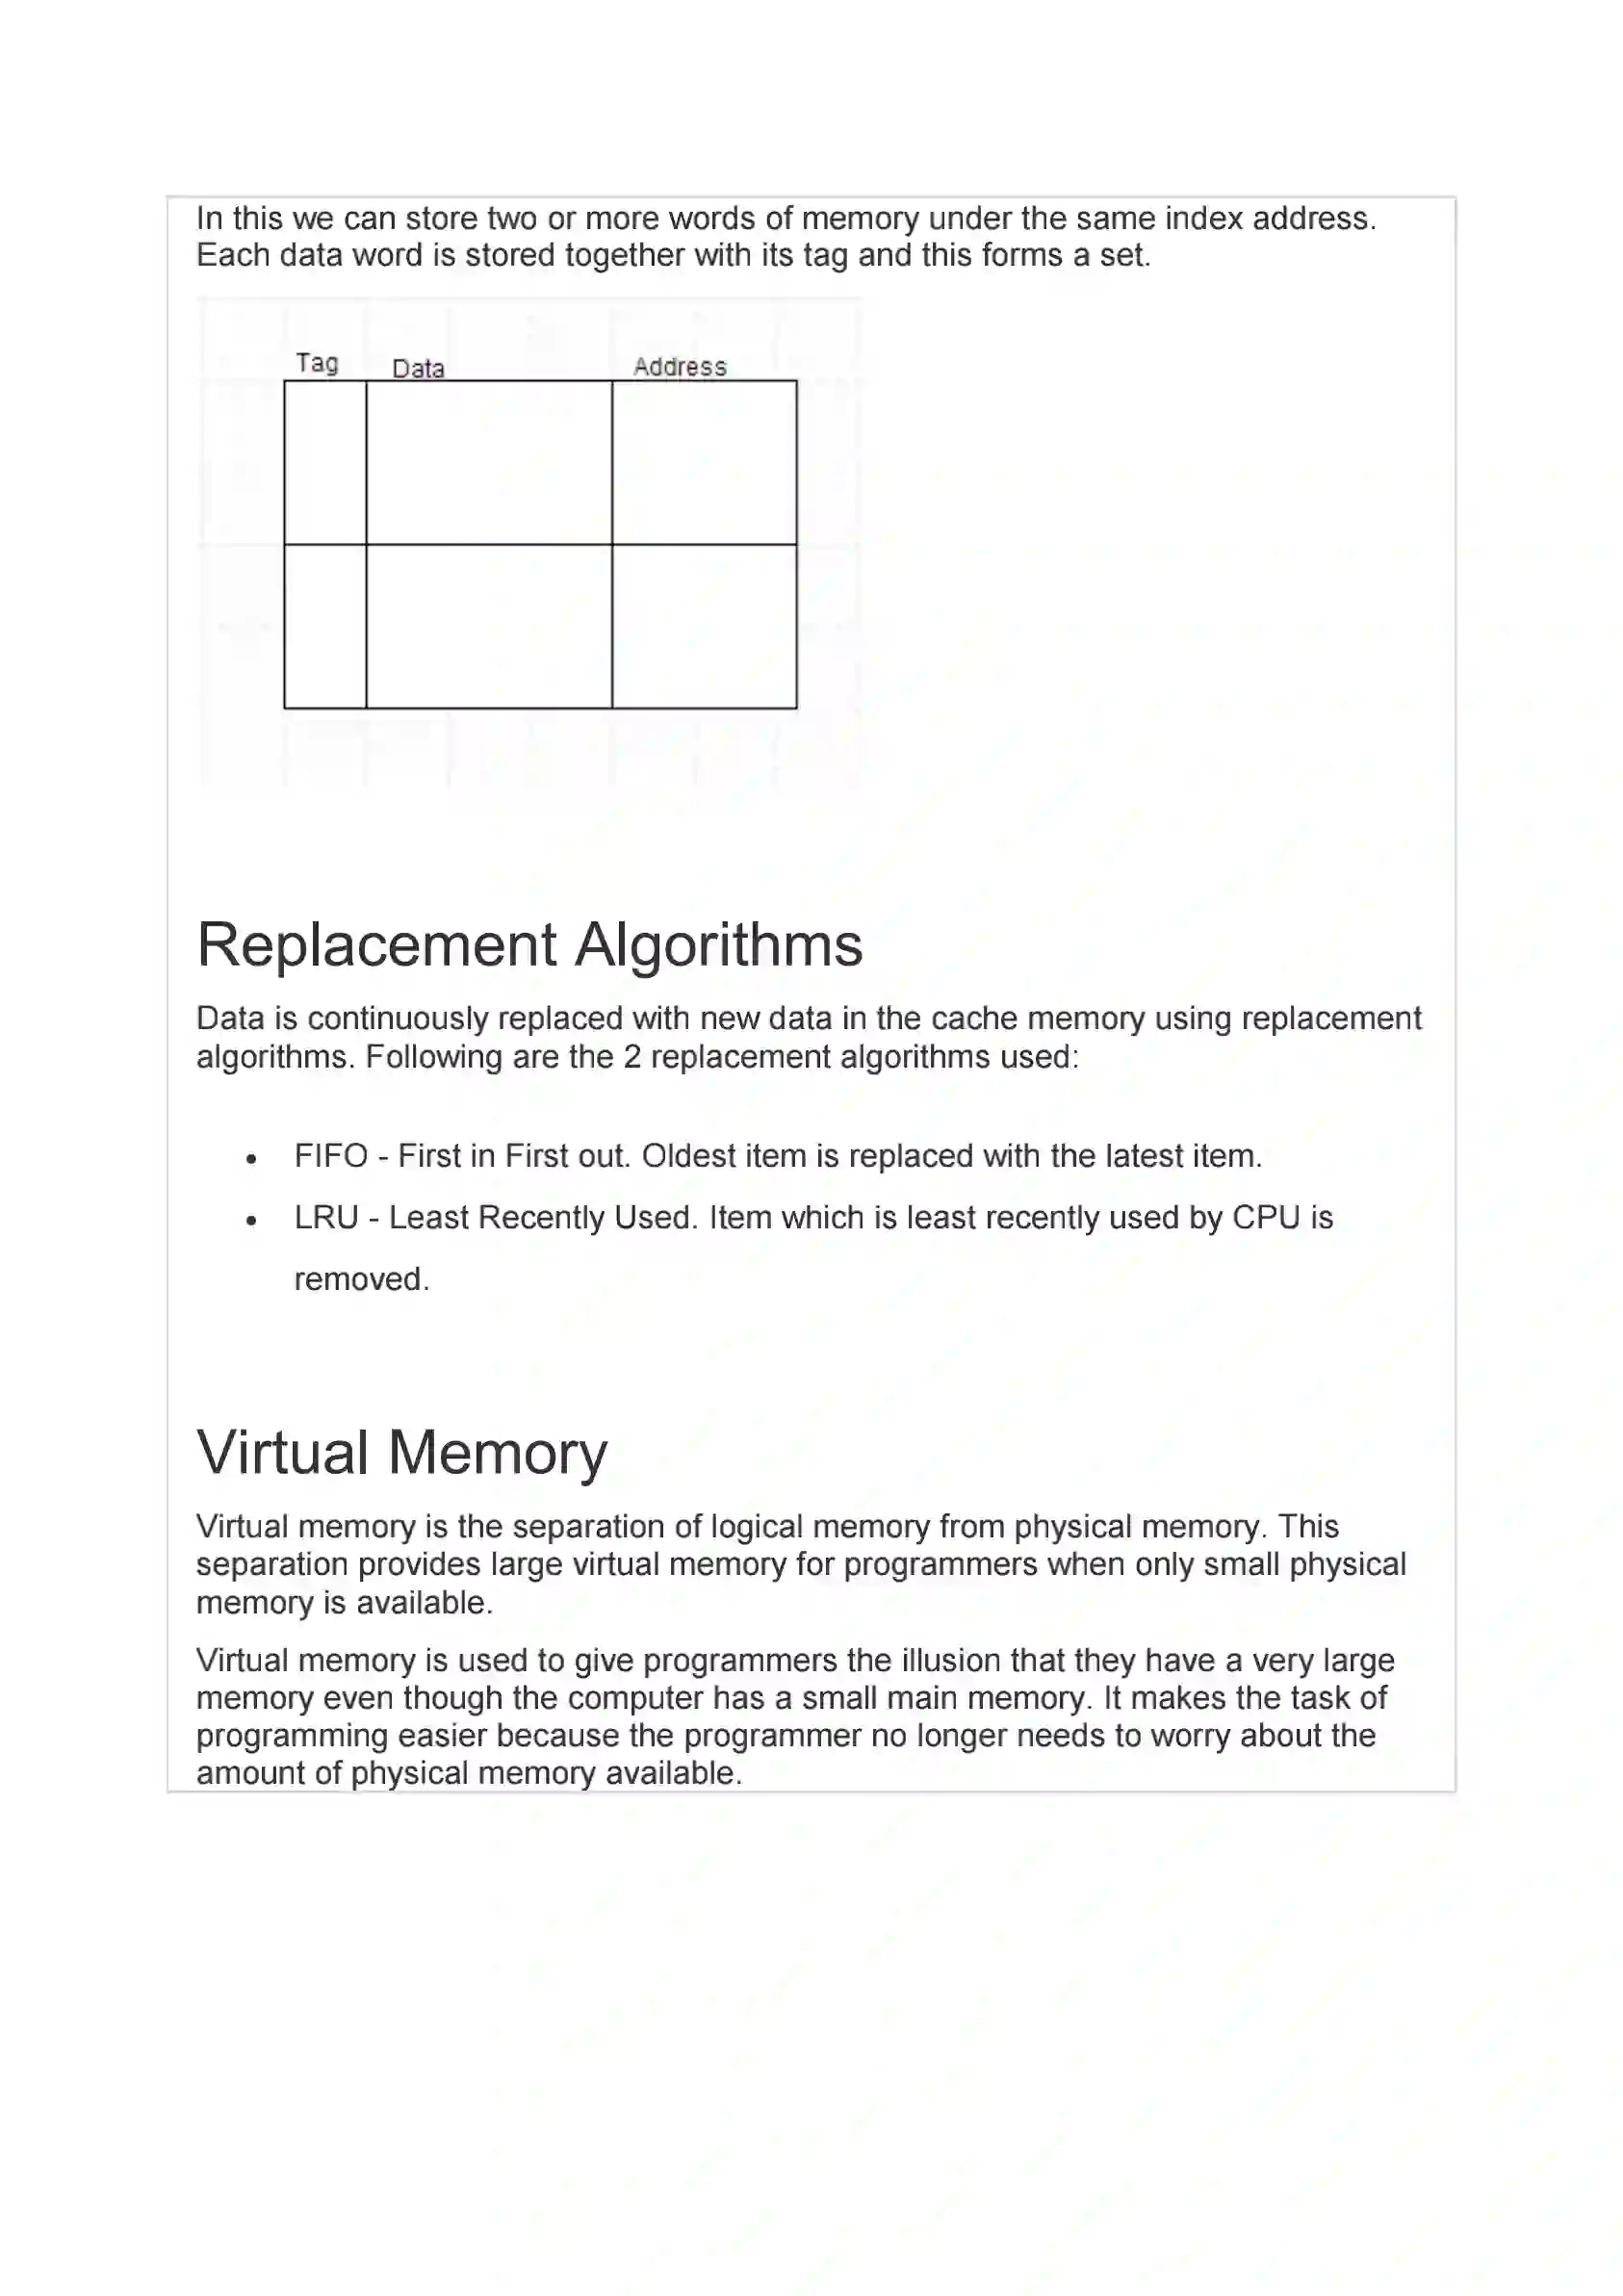 In this we can store two or more words of memory under the same index address.
Each data word is stored together with its tag and this forms a set.
Tag Data Address
Replacement Algorithms
Data is continuously replaced with new data in the cache memory using replacement
algorithms. Following are the 2 replacement algorithms used:
• FIFO - First in First out. Oldest item is replaced with the latest item.
• LRU - Least Recently Used. Item which is least recently used by CPU is
removed.
Virtual Memory
Virtual memory is the separation of logical memory from physical memory. This
separation provides large virtual memory for programmers when only small physical
memory is available.
Virtual memory is used to give programmers the illusion that they have a very large
memory even though the computer has a small main memory. It makes the task of
programming easier because the programmer no longer needs to worry about the
amount of physical memory available.